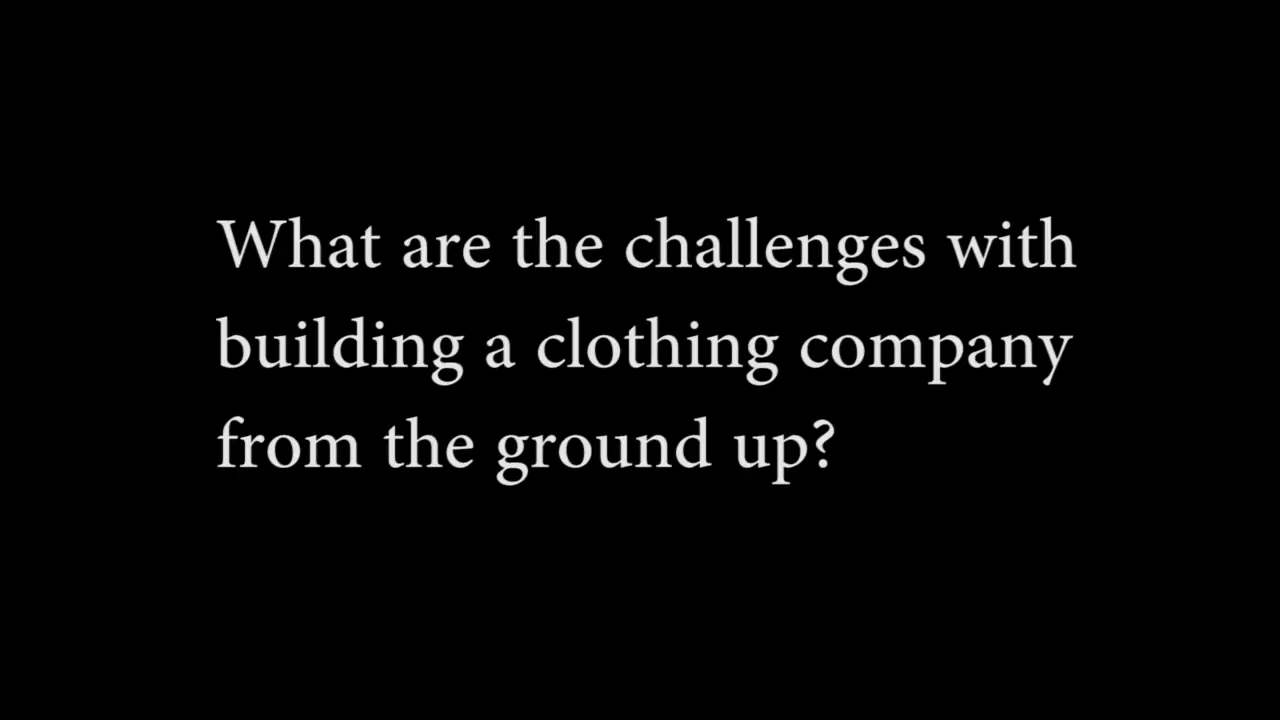 What are the challenges with
building a clothing company
from the ground up?